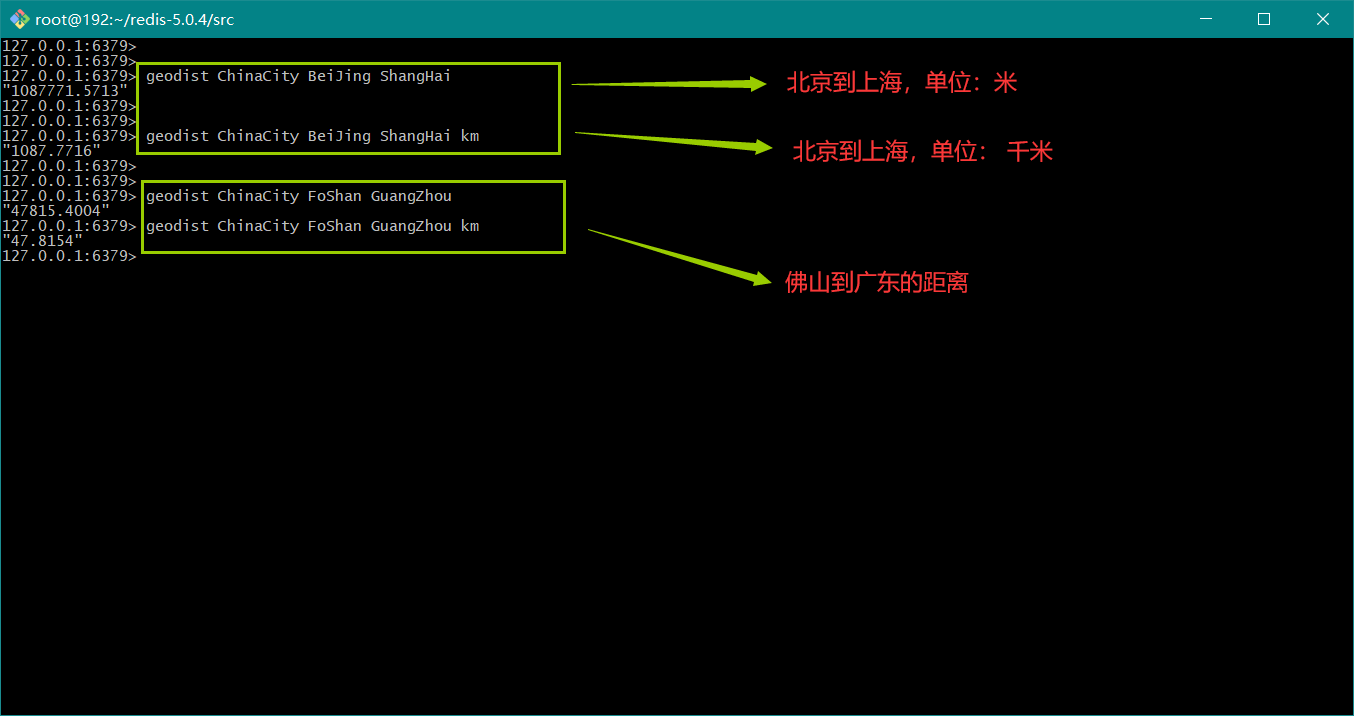 root@192:~/redis-5.0.4/src
127.0.0.1:6379>
127.0.0.1:6379>
127.0.0.1:6379> geodist ChinaCity BeiJing ShangHai
"1087771.5713"
127.0.0.1:6379>
127.0.0.1:6379>
127.0.0.1:6379> geodist ChinaCity BeiJing ShangHai km
"1087.7716"
127.0.0.1:6379>
127.0.0.1:6379>
127.0.0.1:6379> geodist ChinaCity FoShan GuangZhou
"47815.4004"
127.0.0.1:6379> geodist ChinaCity FoShan GuangZhou km
"47.8154"
127.0.0.1:6379>
北京到上海，单位：米
北京到上海，单位： 千米
佛山到广东的距离